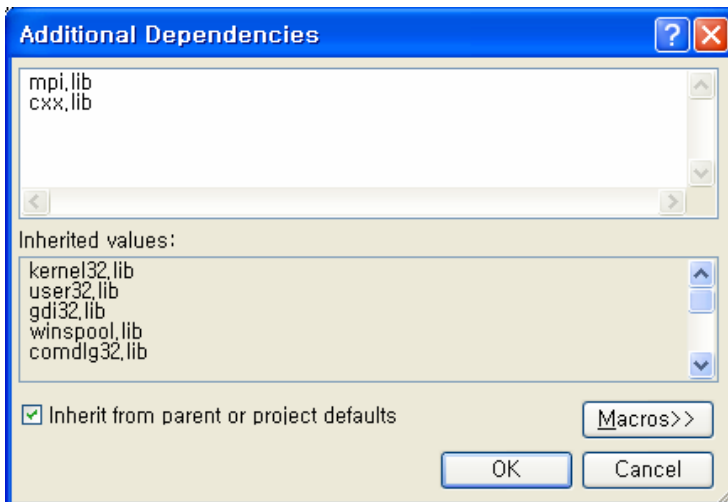 Additional Dependencies
mpi.lib
cxx.lib
Inherited values:
kernel32.lib
user32.lib
gdi32.lib
winspool.lib
comdlg32.lib
Inherit from parent or project defaults
Macros>>
OK
Cancel